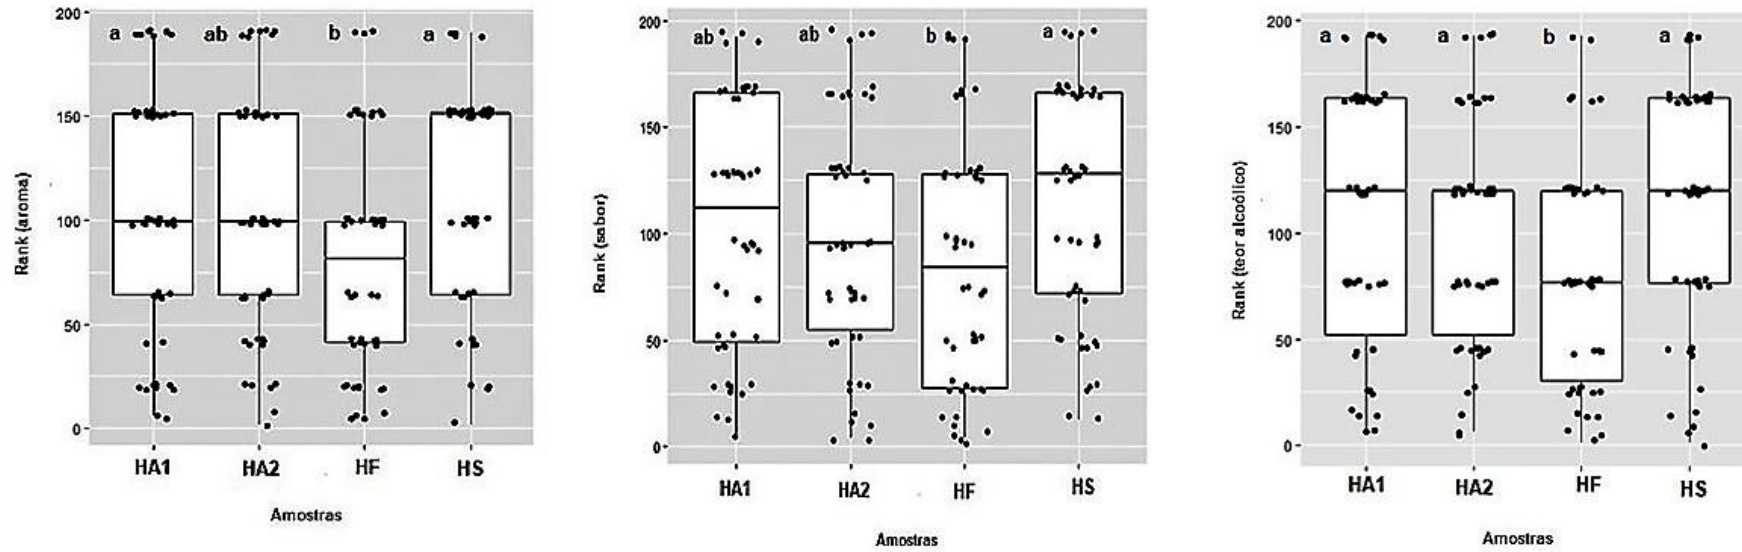 200
a ab b a
150
Rank (aroma)
100
50
0
HA1 HA2 HF HS
Amostras
200
ab ab b a
150
Rank (sabor)
100
50
0
HA1 HA2 HF HS
Amostras
200
a a b a
150
Rank (teor alcoólico)
100
50
0
HA1 HA2 HF HS
Amostras